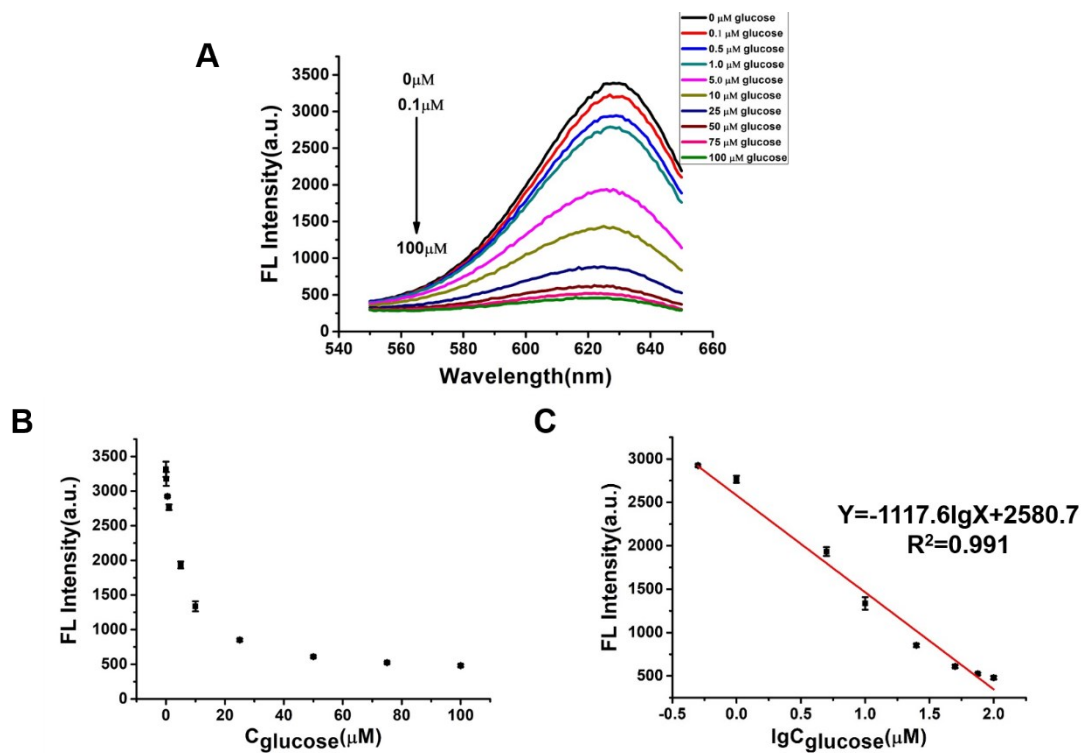 A
0 μM glucose
0.1 μM glucose
0.5 μM glucose
1.0 μM glucose
5.0 μM glucose
10 μM glucose
25 μM glucose
50 μM glucose
75 μM glucose
100 μM glucose
0μM
0.1μM
100μM
FL Intensity(a.u.)
3500
3000
2500
2000
1500
1000
500
0
540 560 580 600 620 640 660
Wavelength(nm)
B
FL Intensity(a.u.)
3500
3000
2500
2000
1500
1000
500
0
0 20 40 60 80 100
Cglucose(μM)
C
FL Intensity(a.u.)
3000
2500
2000
1500
1000
500
Y=-1117.6lgX+2580.7
R²=0.991
-0.5 0.0 0.5 1.0 1.5 2.0
lgCglucose(μM)